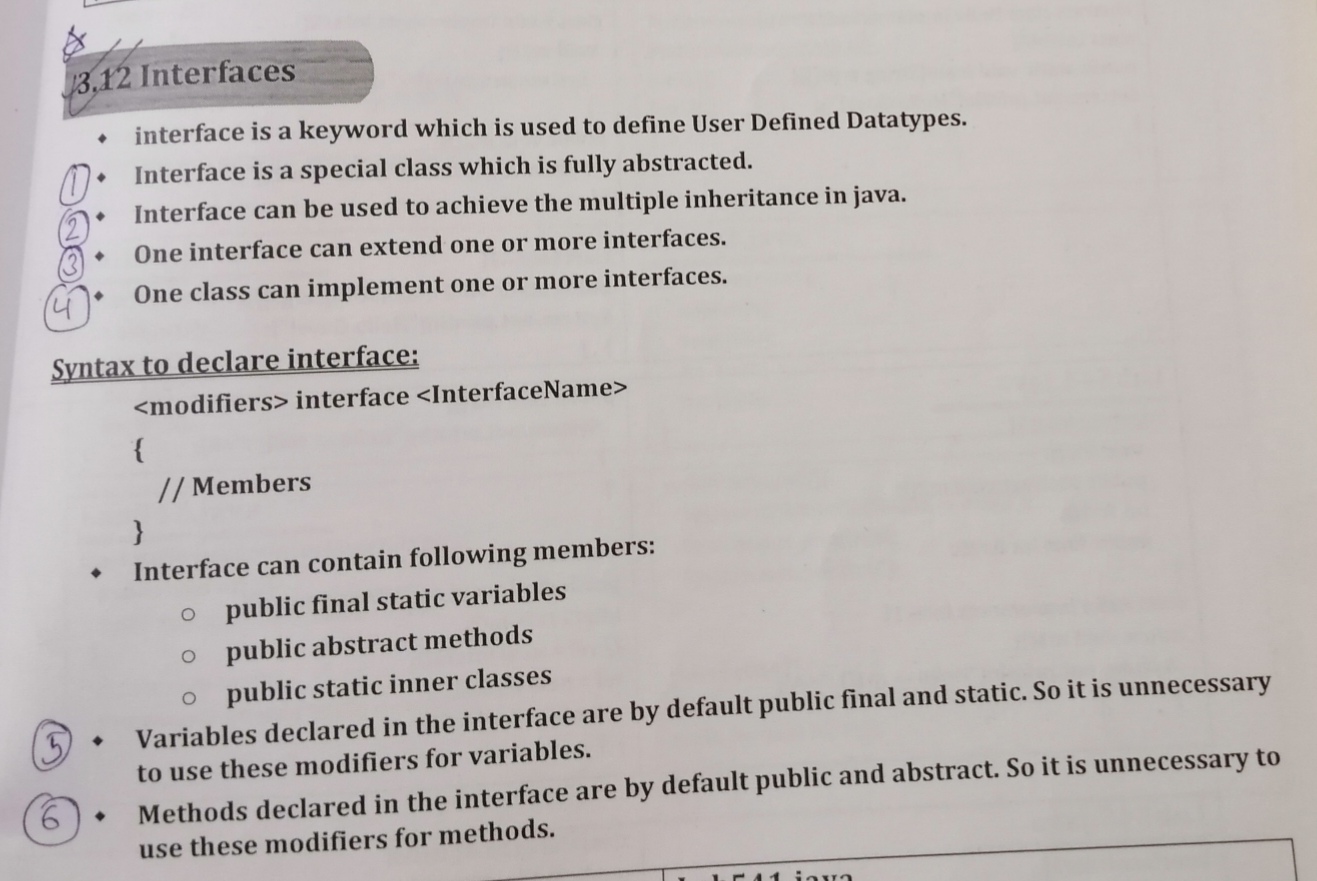 3.12 Interfaces
• interface is a keyword which is used to define User Defined Datatypes.
1 • Interface is a special class which is fully abstracted.
2 • Interface can be used to achieve the multiple inheritance in java.
3 • One interface can extend one or more interfaces.
4 • One class can implement one or more interfaces.
Syntax to declare interface:
<modifiers> interface <InterfaceName>
{
// Members
}
• Interface can contain following members:
o public final static variables
o public abstract methods
o public static inner classes
5 • Variables declared in the interface are by default public final and static. So it is unnecessary
to use these modifiers for variables.
6 • Methods declared in the interface are by default public and abstract. So it is unnecessary to
use these modifiers for methods.